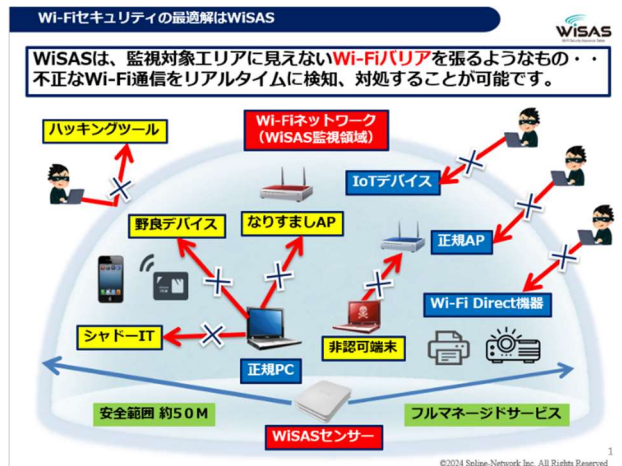 Wi-Fiセキュリティの最適解はWiSAS
WiSAS
WiSASは、監視対象エリアに見えないWi-Fiバリアを張るようなもの・・
不正なWi-Fi通信をリアルタイムに検知、対処することが可能です。
ハッキングツール
Wi-Fiネットワーク
（WiSAS監視領域）
IoTデバイス
野良デバイス
なりすましAP
正規AP
Wi-Fi Direct機器
シャドーIT
非認可端末
正規PC
安全範囲 約50M
フルマネージドサービス
WiSASセンサー
1
©2024 Spline-Network Inc. All Rights Reserved